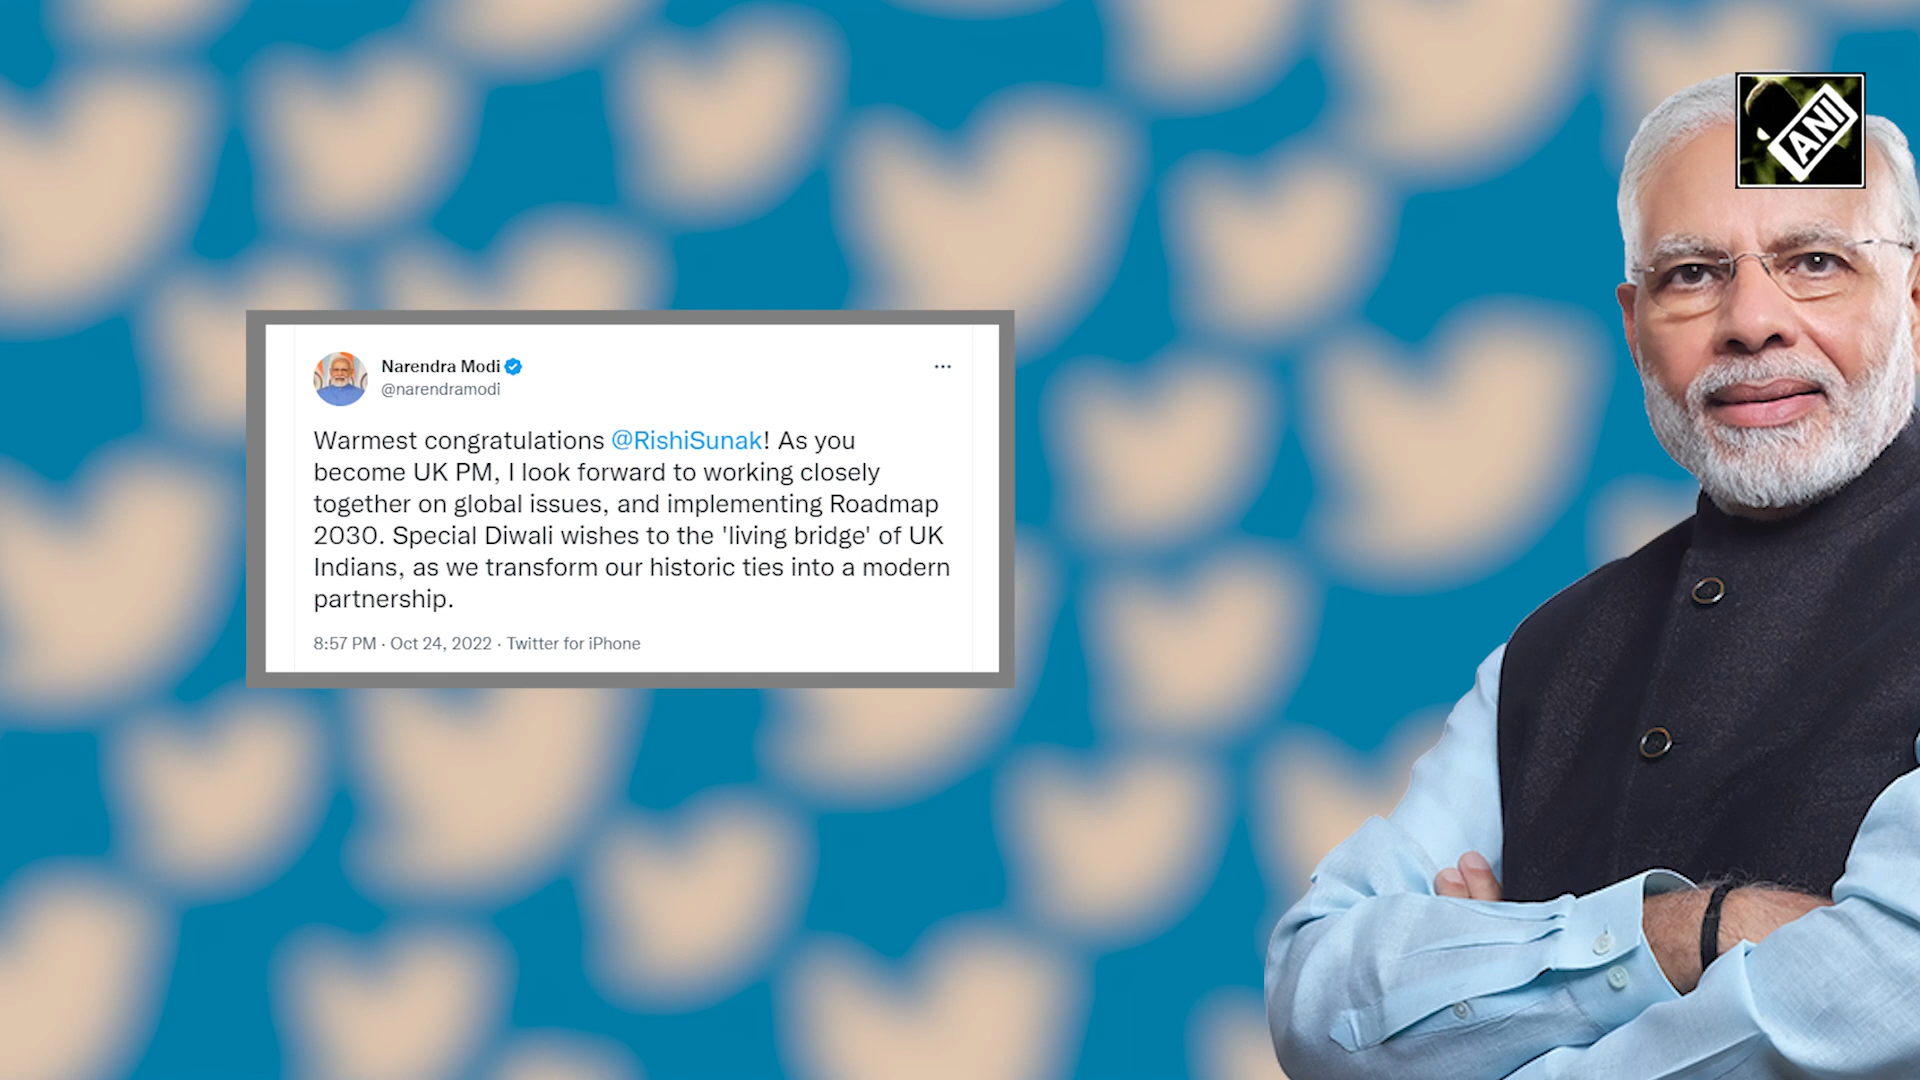 ANI
Narendra Modi
@narendramodi
Warmest congratulations @RishiSunak! As you
become UK PM, I look forward to working closely
together on global issues, and implementing Roadmap
2030. Special Diwali wishes to the 'living bridge' of UK
Indians, as we transform our historic ties into a modern
partnership.
8:57 PM · Oct 24, 2022 · Twitter for iPhone